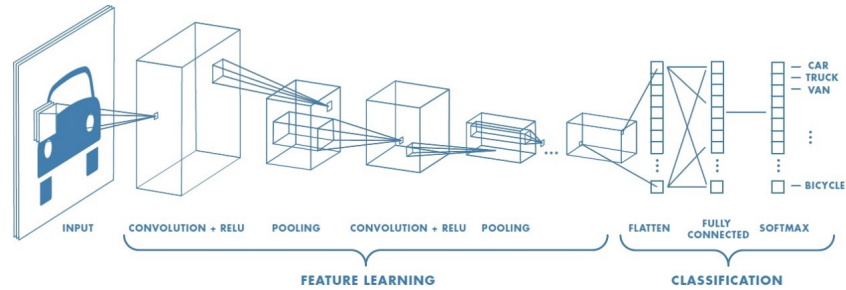 CAR
TRUCK
VAN
BICYCLE
INPUT
CONVOLUTION + RELU
POOLING
CONVOLUTION + RELU
POOLING
FLATTEN
FULLY
CONNECTED
SOFTMAX
FEATURE LEARNING
CLASSIFICATION